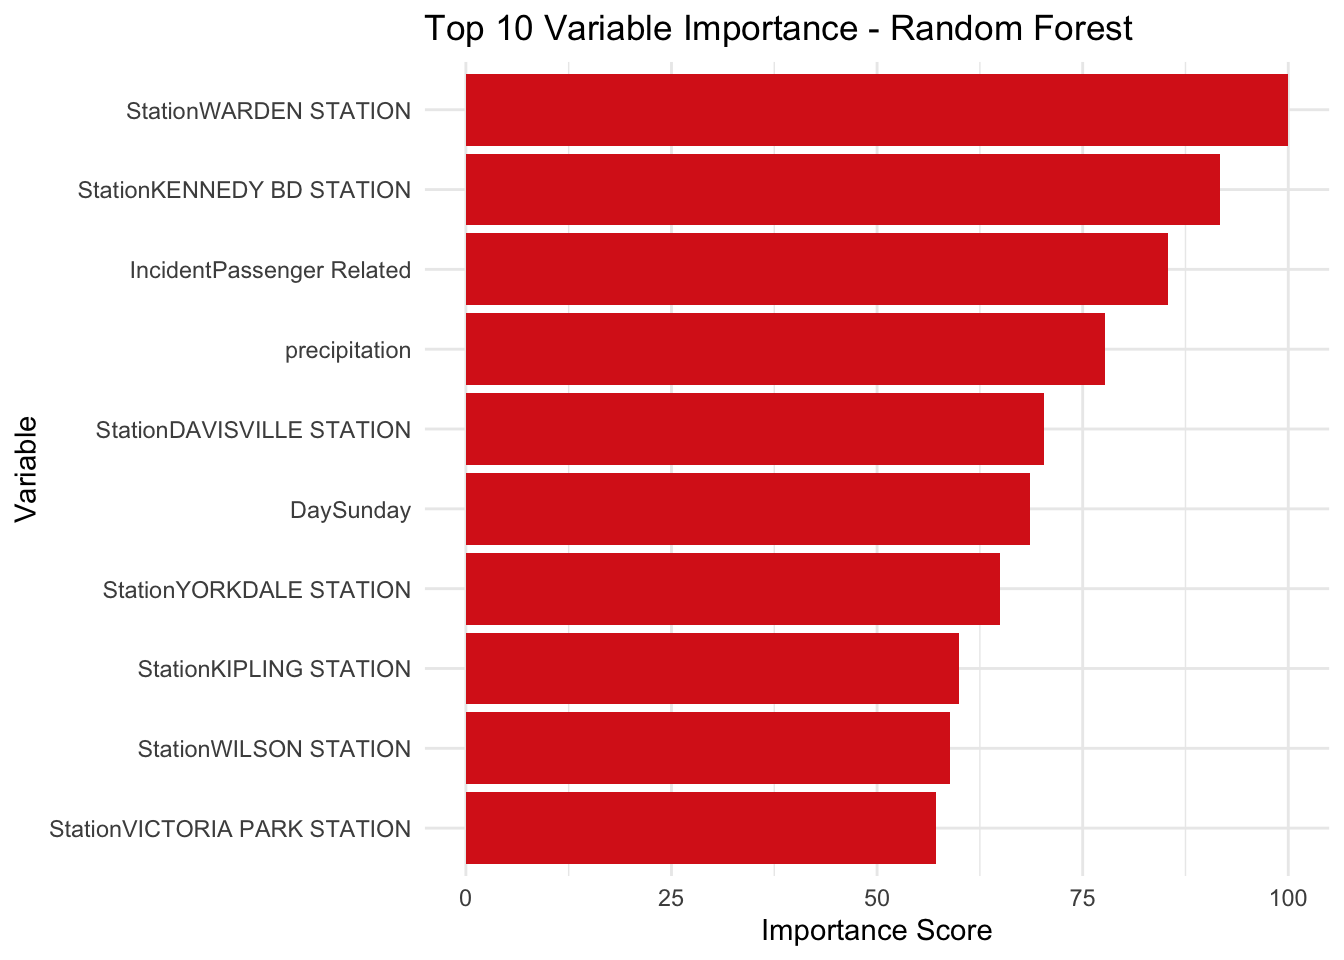 Top 10 Variable Importance - Random Forest
Variable
StationWARDEN STATION
StationKENNEDY BD STATION
IncidentPassenger Related
precipitation
StationDAVISVILLE STATION
DaySunday
StationYORKDALE STATION
StationKIPLING STATION
StationWILSON STATION
StationVICTORIA PARK STATION
0 25 50 75 100
Importance Score